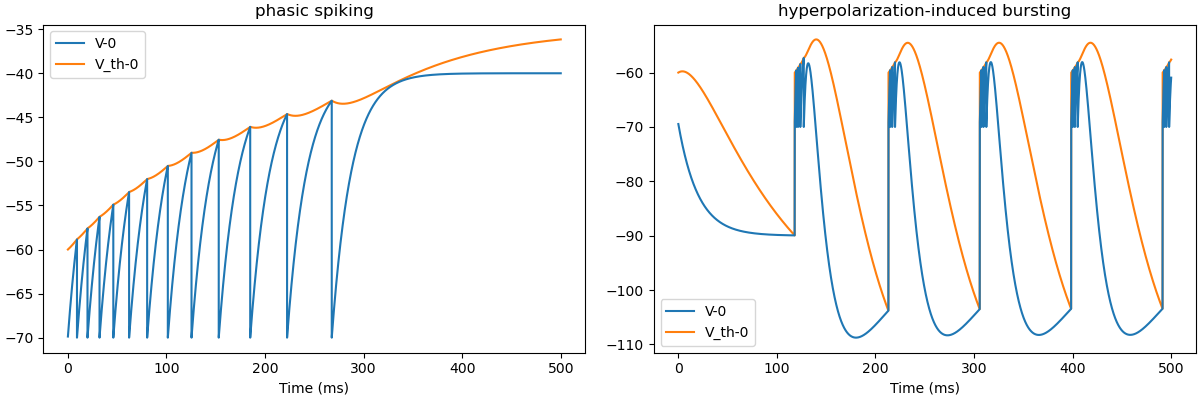 phasic spiking
−35
−40
−45
−50
−55
−60
−65
−70
V-0
V_th-0
0 100 200 300 400 500
Time (ms)
hyperpolarization-induced bursting
−60
−70
−80
−90
−100
−110
V-0
V_th-0
0 100 200 300 400 500
Time (ms)